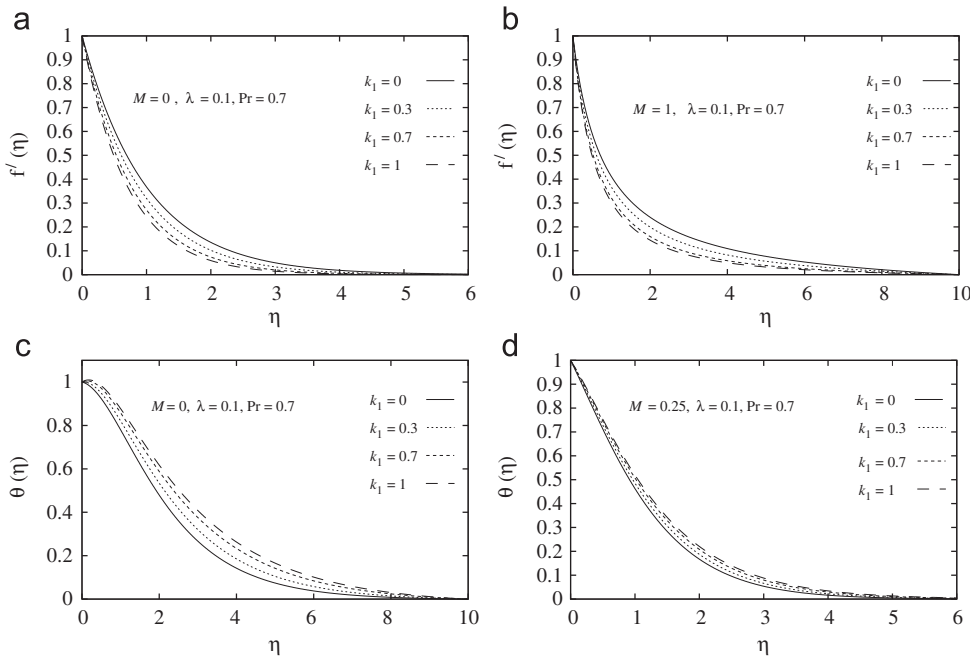 a
1
0.9
0.8
0.7
0.6
0.5
0.4
0.3
0.2
0.1
0
f′(η)
0 1 2 3 4 5 6
η
M = 0 , λ = 0.1, Pr = 0.7
k₁ = 0
k₁ = 0.3
k₁ = 0.7
k₁ = 1
b
1
0.9
0.8
0.7
0.6
0.5
0.4
0.3
0.2
0.1
0
f′(η)
0 2 4 6 8 10
η
M = 1, λ = 0.1, Pr = 0.7
k₁ = 0
k₁ = 0.3
k₁ = 0.7
k₁ = 1
c
1
0.8
0.6
0.4
0.2
0
θ (η)
0 2 4 6 8 10
η
M = 0, λ = 0.1, Pr = 0.7
k₁ = 0
k₁ = 0.3
k₁ = 0.7
k₁ = 1
d
1
0.9
0.8
0.7
0.6
0.5
0.4
0.3
0.2
0.1
0
θ (η)
0 1 2 3 4 5 6
η
M = 0.25, λ = 0.1, Pr = 0.7
k₁ = 0
k₁ = 0.3
k₁ = 0.7
k₁ = 1